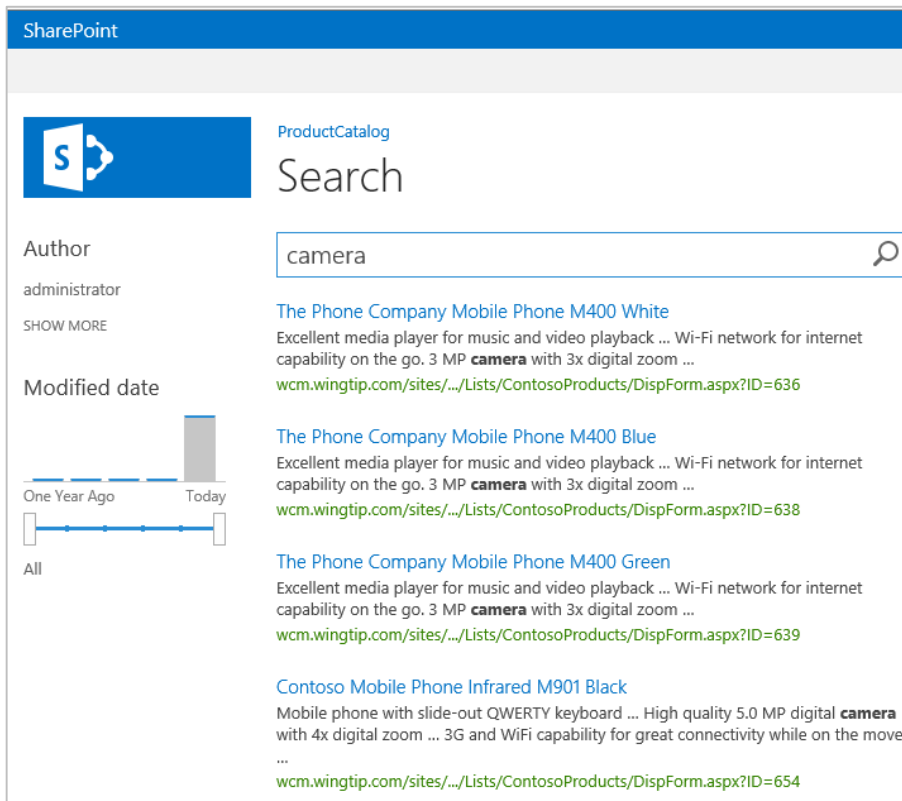 SharePoint
ProductCatalog
Search
Author
administrator
SHOW MORE
Modified date
One Year Ago Today
All
camera
The Phone Company Mobile Phone M400 White
Excellent media player for music and video playback ... Wi-Fi network for internet
capability on the go. 3 MP camera with 3x digital zoom ...
wcm.wingtip.com/sites/.../Lists/ContosoProducts/DispForm.aspx?ID=636
The Phone Company Mobile Phone M400 Blue
Excellent media player for music and video playback ... Wi-Fi network for internet
capability on the go. 3 MP camera with 3x digital zoom ...
wcm.wingtip.com/sites/.../Lists/ContosoProducts/DispForm.aspx?ID=638
The Phone Company Mobile Phone M400 Green
Excellent media player for music and video playback ... Wi-Fi network for internet
capability on the go. 3 MP camera with 3x digital zoom ...
wcm.wingtip.com/sites/.../Lists/ContosoProducts/DispForm.aspx?ID=639
Contoso Mobile Phone Infrared M901 Black
Mobile phone with slide-out QWERTY keyboard ... High quality 5.0 MP digital camera
with 4x digital zoom ... 3G and WiFi capability for great connectivity while on the move
...
wcm.wingtip.com/sites/.../Lists/ContosoProducts/DispForm.aspx?ID=654